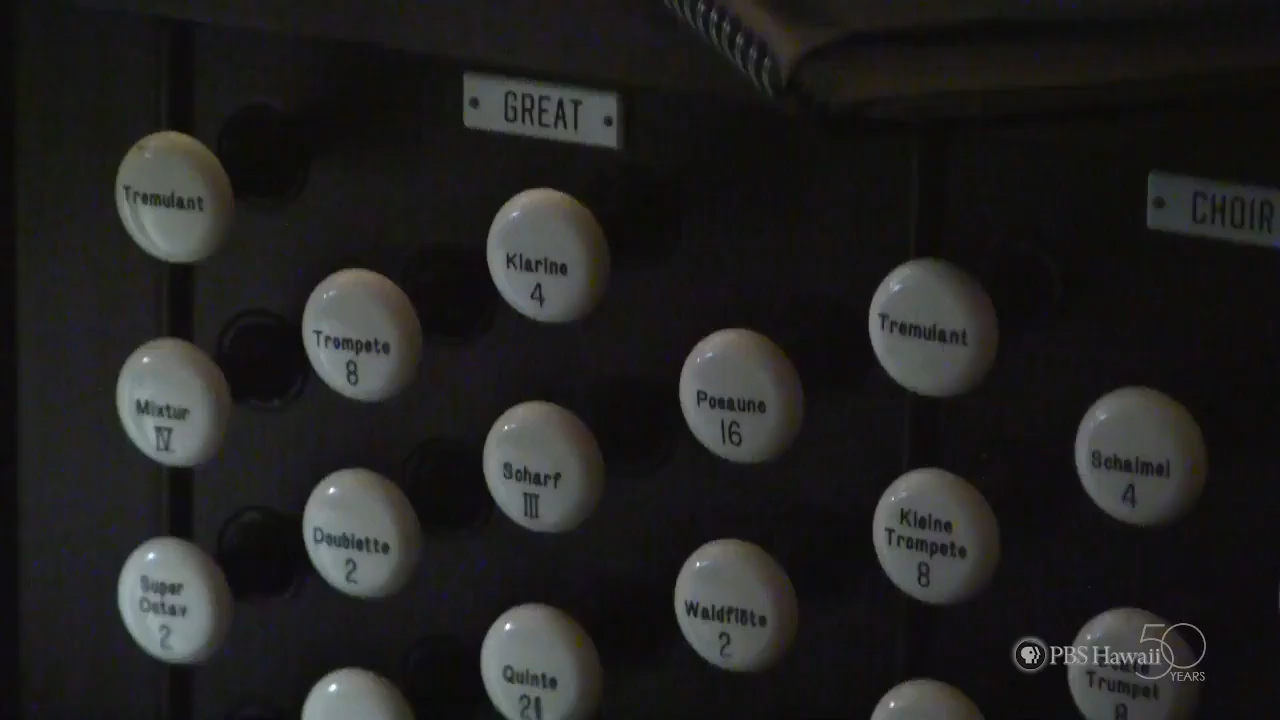 GREAT
CHOIR
Tremulant
Klarine
4
Trompete
8
Tremulant
Mixtur
IV
Posaune
16
Schalmei
4
Scharf
III
Kleine
Trompete
8
Doublette
2
Super
Octav
2
Waldflöte
2
Quinte
Trumpet
8
PBS Hawaii
50
YEARS